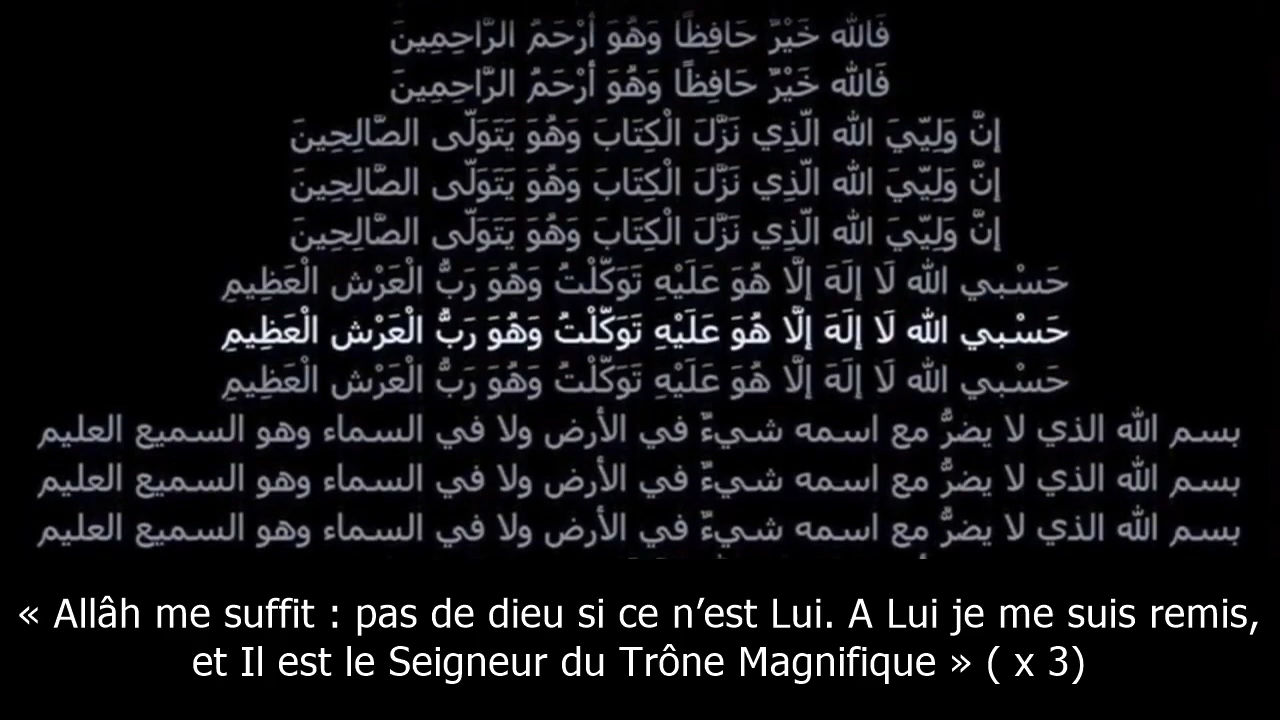 فَالله خَيْرٌ حَافِظًا وَهُوَ أَرْحَمُ الرَّاحِمِينَ
فَالله خَيْرٌ حَافِظًا وَهُوَ أَرْحَمُ الرَّاحِمِينَ
إِنَّ وَلِيِّيَ الله الَّذِي نَزَّلَ الْكِتَابَ وَهُوَ يَتَوَلَّى الصَّالِحِينَ
إِنَّ وَلِيِّيَ الله الَّذِي نَزَّلَ الْكِتَابَ وَهُوَ يَتَوَلَّى الصَّالِحِينَ
إِنَّ وَلِيِّيَ الله الَّذِي نَزَّلَ الْكِتَابَ وَهُوَ يَتَوَلَّى الصَّالِحِينَ
حَسْبي الله لَا إِلَهَ إِلَّا هُوَ عَلَيْهِ تَوَكَّلْتُ وَهُوَ رَبُّ الْعَرْش الْعَظِيمِ
حَسْبي الله لَا إِلَهَ إِلَّا هُوَ عَلَيْهِ تَوَكَّلْتُ وَهُوَ رَبُّ الْعَرْش الْعَظِيمِ
حَسْبي الله لَا إِلَهَ إِلَّا هُوَ عَلَيْهِ تَوَكَّلْتُ وَهُوَ رَبُّ الْعَرْش الْعَظِيمِ
بسم الله الذي لا يضرُّ مع اسمه شيءٌ في الأرض ولا في السماء وهو السميع العليم
بسم الله الذي لا يضرُّ مع اسمه شيءٌ في الأرض ولا في السماء وهو السميع العليم
بسم الله الذي لا يضرُّ مع اسمه شيءٌ في الأرض ولا في السماء وهو السميع العليم
« Allâh me suffit : pas de dieu si ce n’est Lui. A Lui je me suis remis,
et Il est le Seigneur du Trône Magnifique » ( x 3)